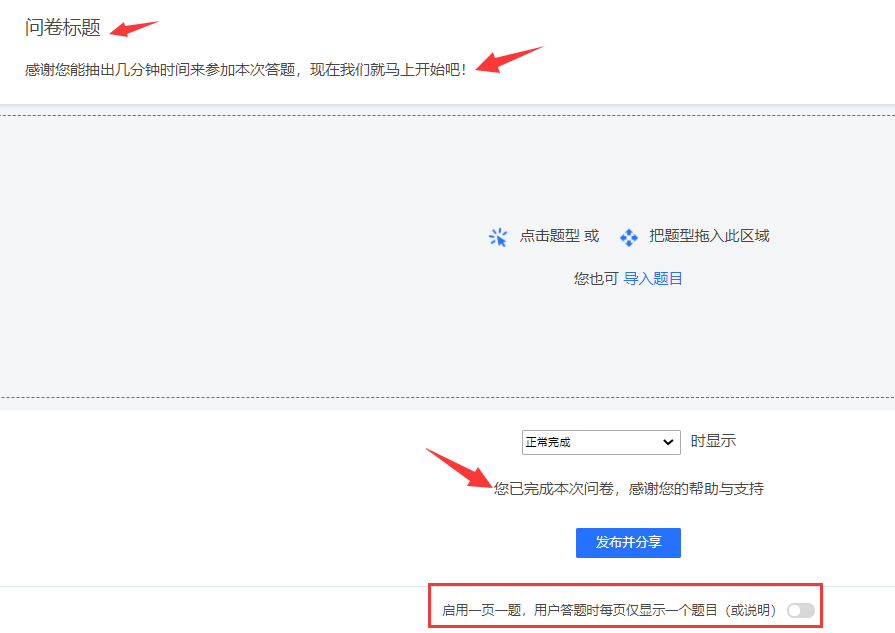 问卷标题
感谢您能抽出几分钟时间来参加本次答题，现在我们就马上开始吧！
点击题型 或 把题型拖入此区域
您也可 导入题目
正常完成 时显示
您已完成本次问卷，感谢您的帮助与支持
发布并分享
启用一页一题，用户答题时每页仅显示一个题目（或说明）